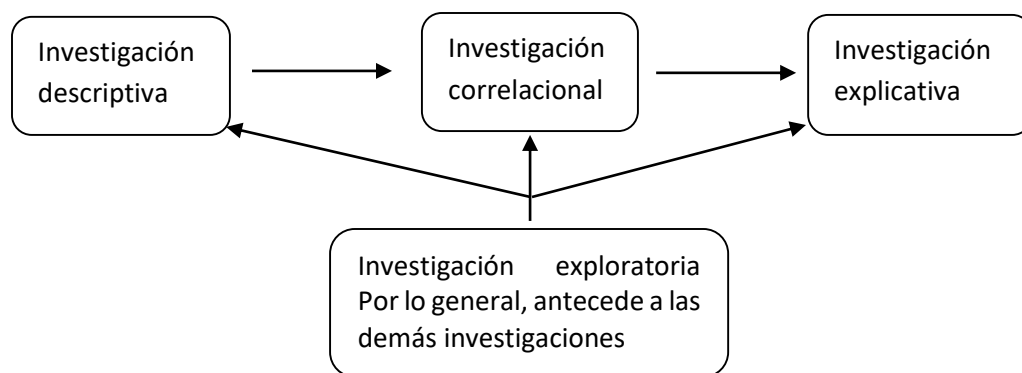 Investigación
descriptiva
Investigación
correlacional
Investigación
explicativa
Investigación exploratoria
Por lo general, antecede a las
demás investigaciones